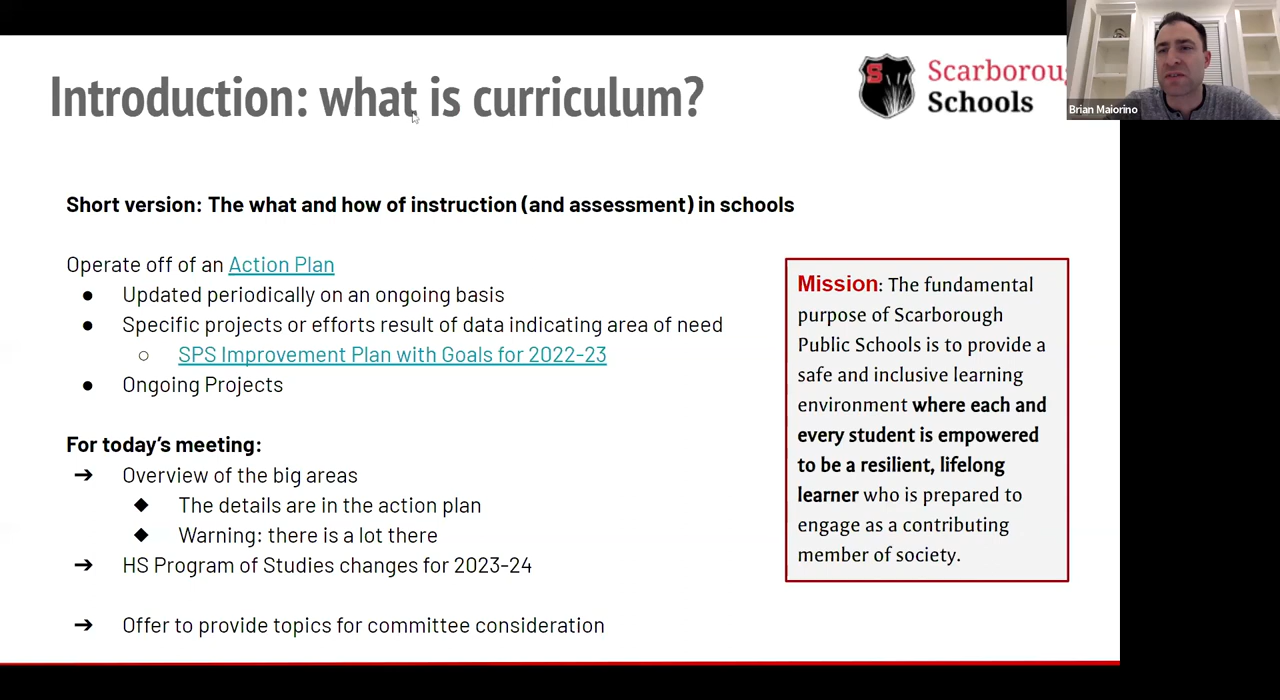 Introduction: what is curriculum?
Scarborou
Schools
Brian Maiorino
Short version: The what and how of instruction (and assessment) in schools
Operate off of an Action Plan
● Updated periodically on an ongoing basis
● Specific projects or efforts result of data indicating area of need
○ SPS Improvement Plan with Goals for 2022-23
● Ongoing Projects
For today's meeting:
➔ Overview of the big areas
◆ The details are in the action plan
◆ Warning: there is a lot there
➔ HS Program of Studies changes for 2023-24
➔ Offer to provide topics for committee consideration
Mission: The fundamental
purpose of Scarborough
Public Schools is to provide a
safe and inclusive learning
environment where each and
every student is empowered
to be a resilient, lifelong
learner who is prepared to
engage as a contributing
member of society.
S